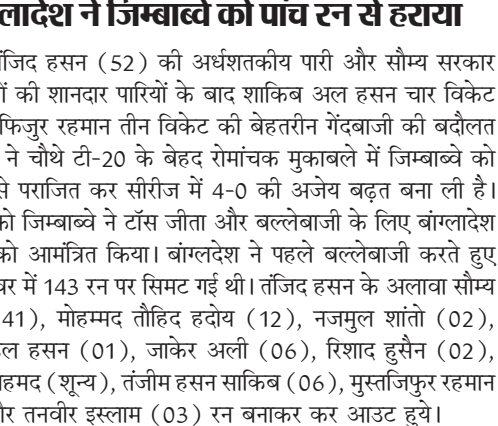 लादेश ने जिम्बाब्वे को पांच रन से हराया
तंजिद हसन (52) की अर्धशतकीय पारी और सौम्य सरकार
की शानदार पारियों के बाद शाकिब अल हसन चार विकेट
फिजुर रहमान तीन विकेट की बेहतरीन गेंदबाजी की बदौलत
ने चौथे टी-20 के बेहद रोमांचक मुकाबले में जिम्बाब्वे को
से पराजित कर सीरीज में 4-0 की अजेय बढ़त बना ली है।
को जिम्बाब्वे ने टॉस जीता और बल्लेबाजी के लिए बांग्लादेश
को आमंत्रित किया। बांग्लदेश ने पहले बल्लेबाजी करते हुए
वर में 143 रन पर सिमट गई थी। तंजिद हसन के अलावा सौम्य
41), मोहम्मद तौहिद हदोय (12), नजमुल शांतो (02),
ल हसन (01), जाकेर अली (06), रिशाद हुसैन (02),
हमद (शून्य), तंजीम हसन साकिब (06), मुस्तजिफुर रहमान
र तनवीर इस्लाम (03) रन बनाकर कर आउट हुये।